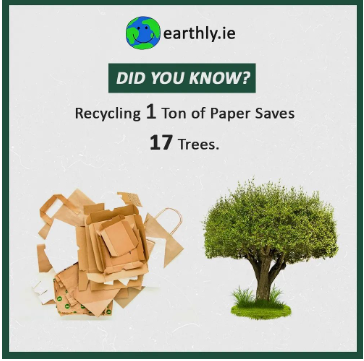 earthly.ie
DID YOU KNOW?
Recycling 1 Ton of Paper Saves
17 Trees.